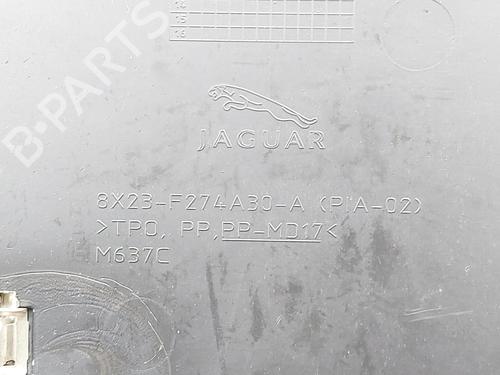 14
15
16
B-PARTS
JAGUAR
8X23-F274A30-A (PIA-02)
>TPO, PP, PP-MD17<
M637C